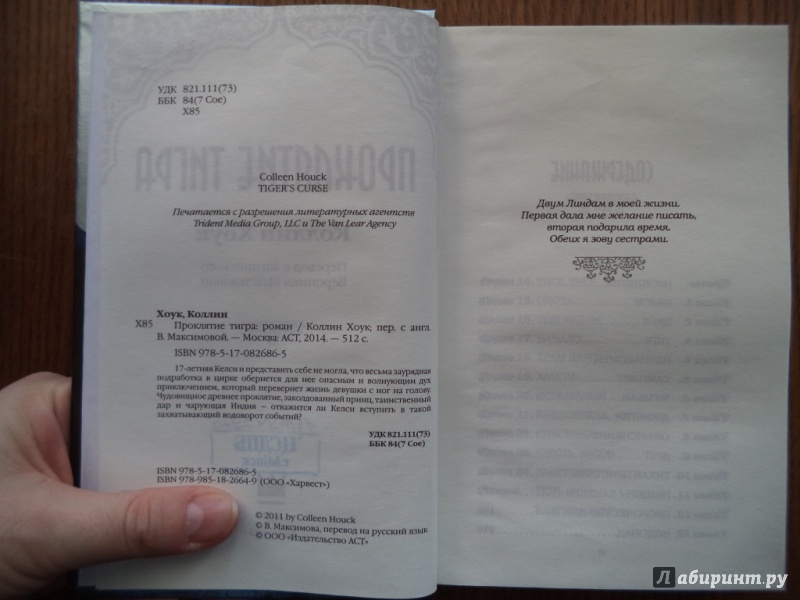 УДК 821.111(73)
ББК 84(7 Сое)
Х85
ПРОКЛЯТИЕ ТИГРА
Colleen Houck
TIGER'S CURSE
Печатается с разрешения литературных агентств
Trident Media Group, LLC и The Van Lear Agency
Коллин Хоук
Перевод с английского
Хоук, Коллин
Х85 Проклятие тигра: роман / Коллин Хоук; пер. с англ.
В. Максимовой. — Москва: АСТ, 2014. — 512 с.
ISBN 978-5-17-082686-5
17-летняя Келси и представить себе не могла, что весьма заурядная
подработка в цирке обернется для нее опасным и волнующим дух
приключением, который перевернет жизнь девушки с ног на голову.
Чудовищное древнее проклятие, заколдованный принц, таинственный
дар и чарующая Индия — откажется ли Келси вступить в такой
захватывающий водоворот событий?
УДК 821.111(73)
ББК 84(7 Сое)
ISBN 978-5-17-082686-5
ISBN 978-985-18-2664-9 (ООО «Харвест»)
© 2011 by Colleen Houck
© В. Максимова, перевод на русский язык
© ООО «Издательство АСТ»
СОДЕРЖАНИЕ
Двум Линдам в моей жизни.
Первая дала мне желание писать,
вторая подарила время.
Обеих я зову сестрами.
Лабиринт.ру